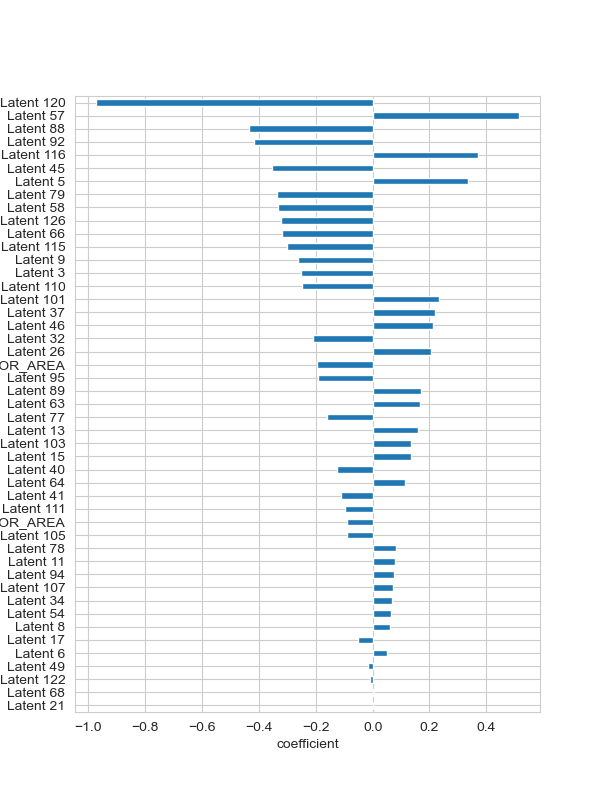 Latent 120
Latent 57
Latent 88
Latent 92
Latent 116
Latent 45
Latent 5
Latent 79
Latent 58
Latent 126
Latent 66
Latent 115
Latent 9
Latent 3
Latent 110
Latent 101
Latent 37
Latent 46
Latent 32
Latent 26
OR_AREA
Latent 95
Latent 89
Latent 63
Latent 77
Latent 13
Latent 103
Latent 15
Latent 40
Latent 64
Latent 41
Latent 111
OR_AREA
Latent 105
Latent 78
Latent 11
Latent 94
Latent 107
Latent 34
Latent 54
Latent 8
Latent 17
Latent 6
Latent 49
Latent 122
Latent 68
Latent 21
−1.0 −0.8 −0.6 −0.4 −0.2 0.0 0.2 0.4
coefficient